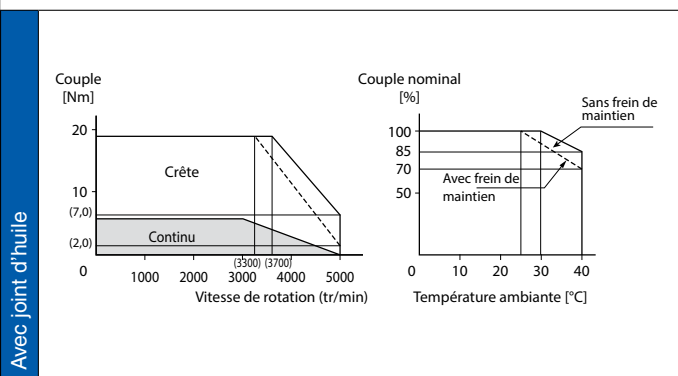 Avec joint d'huile
Couple
[Nm]
20
10
(7,0)
(2,0)
0
Crête
Continu
(3300) (3700)
1000 2000 3000 4000 5000
Vitesse de rotation (tr/min)
Couple nominal
[%]
100
85
70
50
0
Sans frein de
maintien
Avec frein de
maintien
10 20 30 40
Température ambiante [°C]